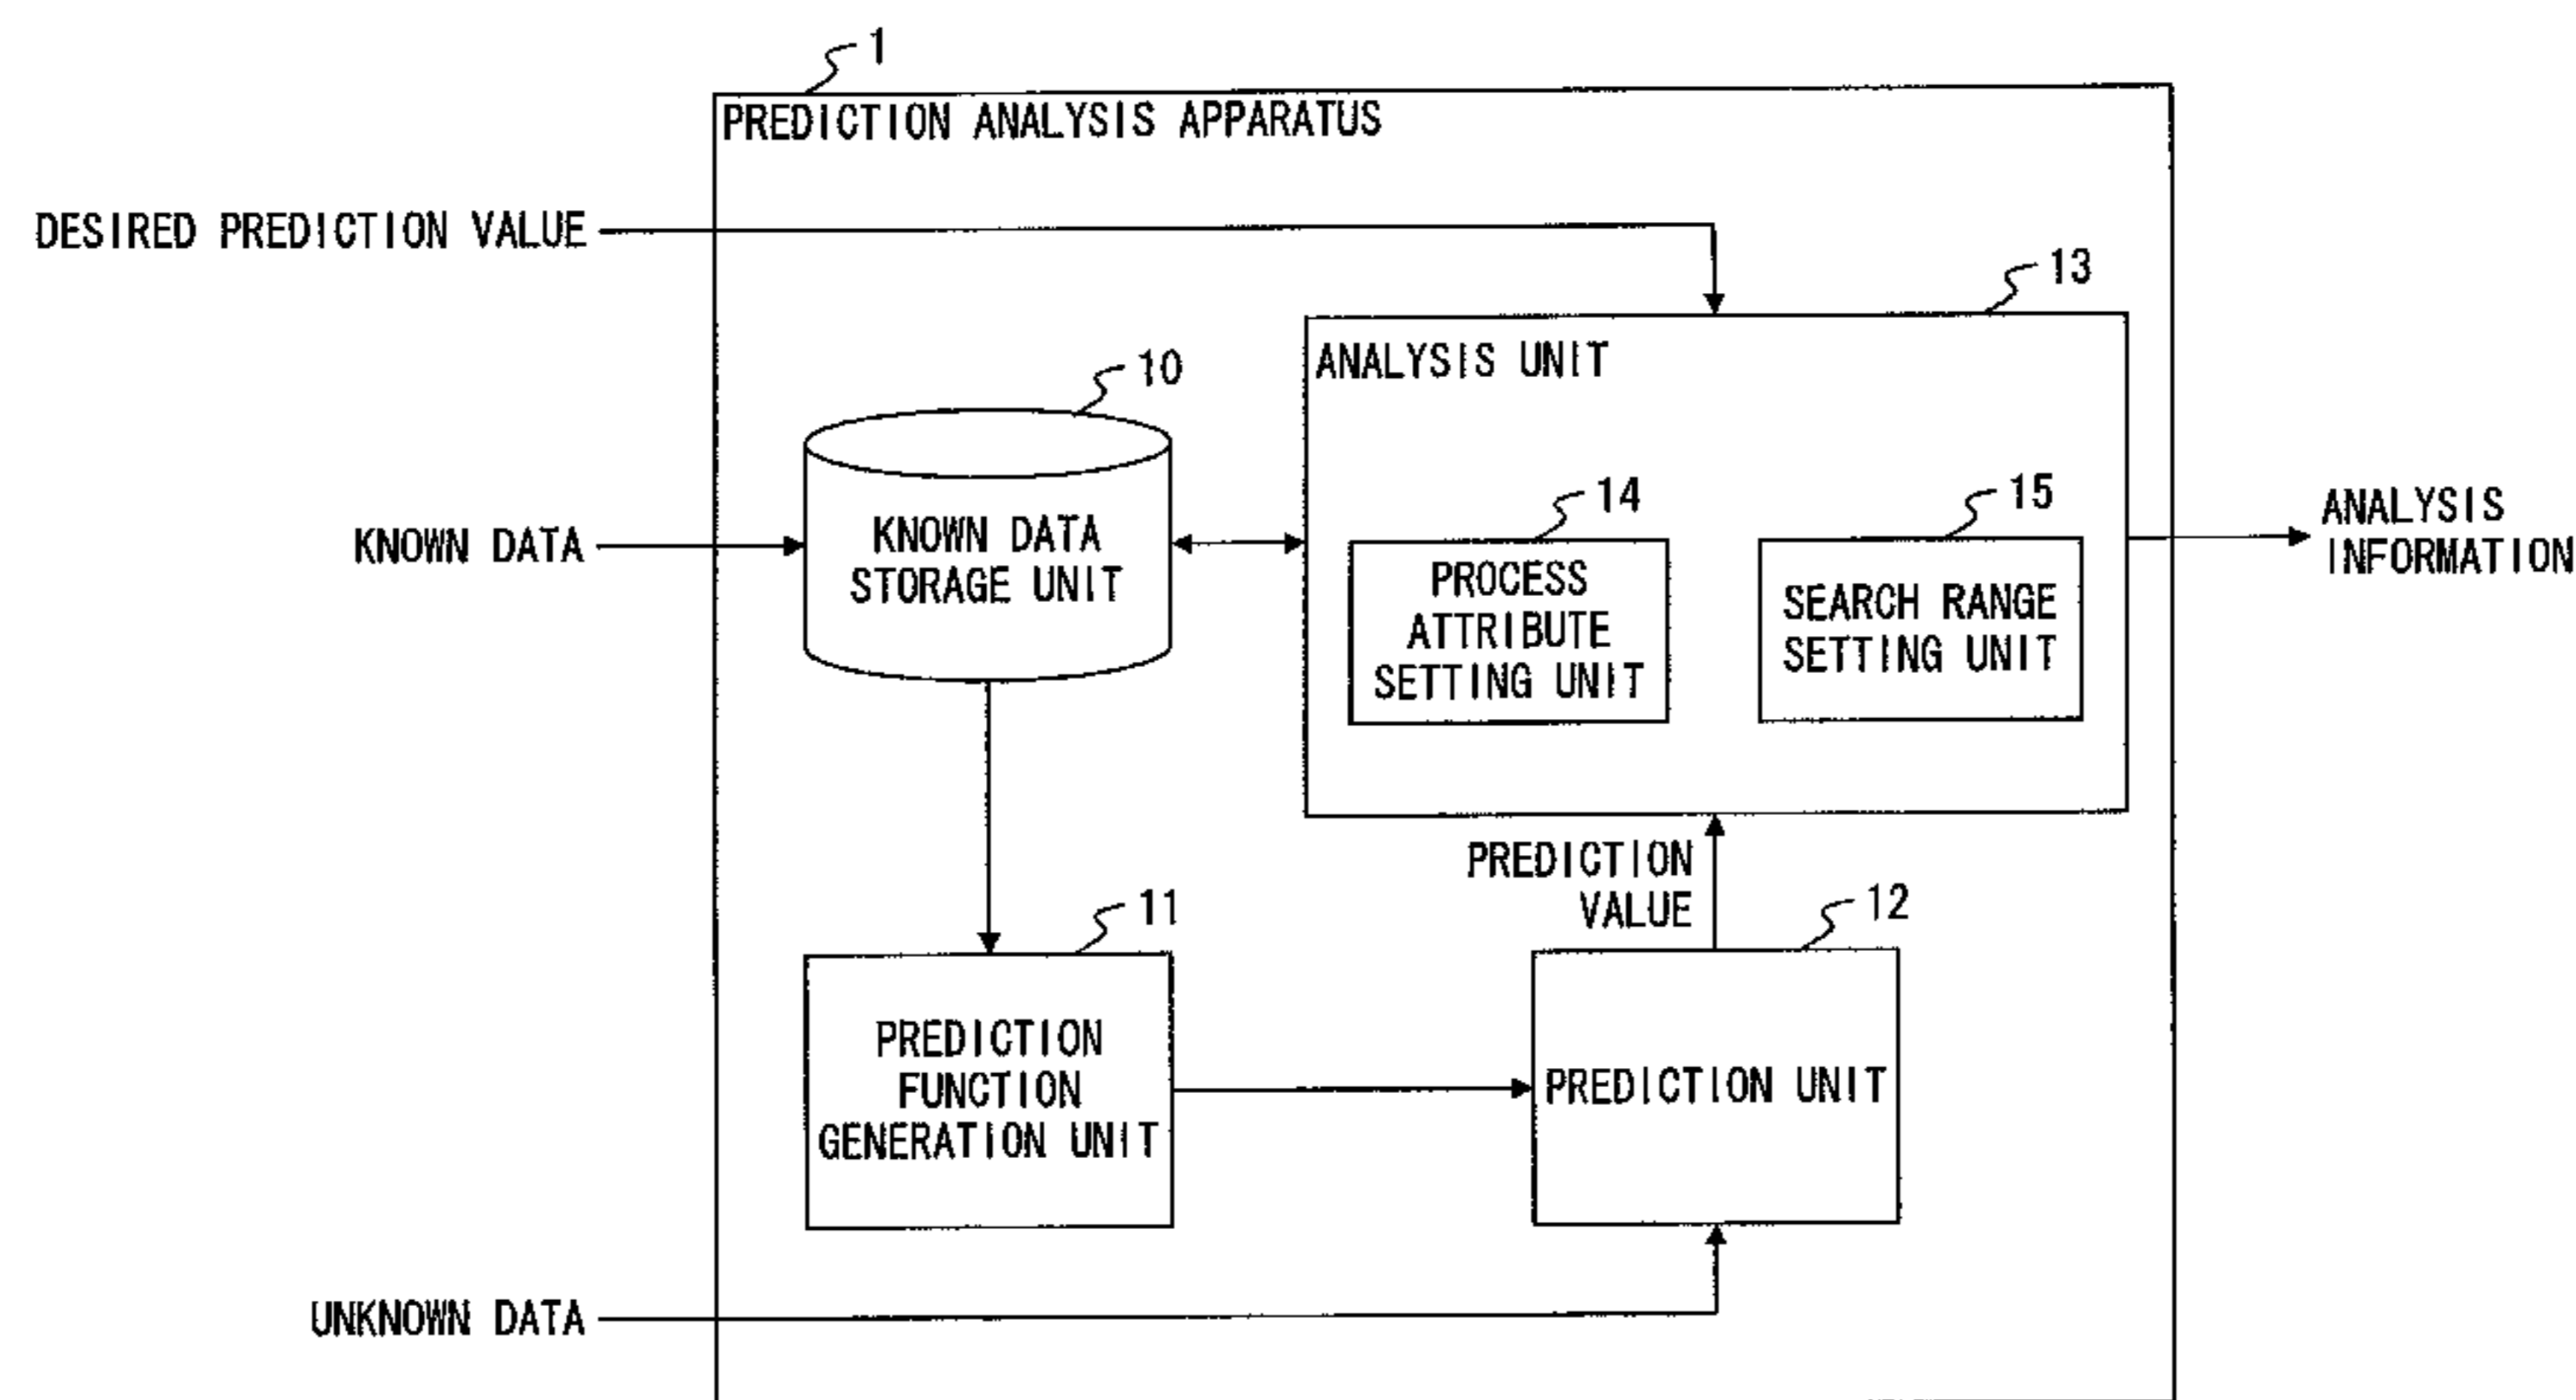 1
PREDICTION ANALYSIS APPARATUS
DESIRED PREDICTION VALUE
13
ANALYSIS UNIT
10
KNOWN DATA
KNOWN DATA
STORAGE UNIT
14
PROCESS
ATTRIBUTE
SETTING UNIT
15
SEARCH RANGE
SETTING UNIT
ANALYSIS
INFORMATION
PREDICTION
VALUE
11
PREDICTION
FUNCTION
GENERATION UNIT
12
PREDICTION UNIT
UNKNOWN DATA